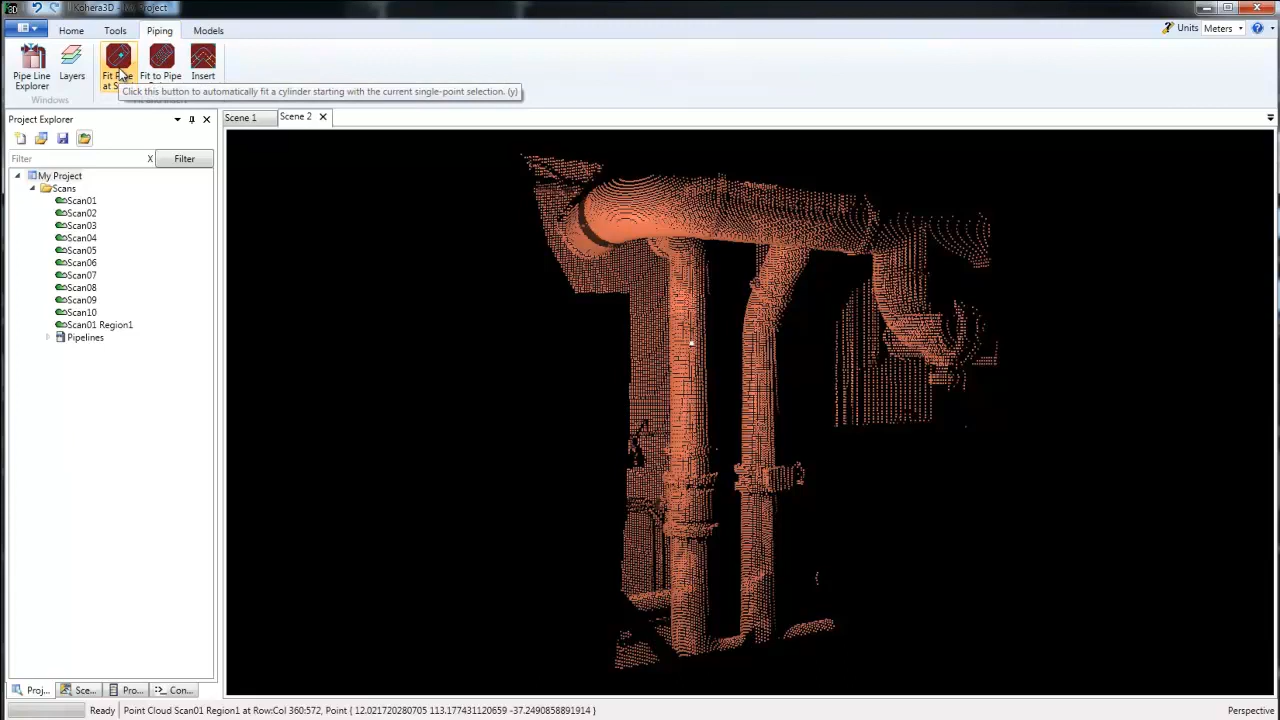 Kohera3D - My Project
Home
Tools
Piping
Models
Units
Meters
Pipe Line
Explorer
Layers
Fit to Pipe
Insert
Windows
Click this button to automatically fit a cylinder starting with the current single-point selection. (y)
Project Explorer
Scene 1
Scene 2
Filter
X
Filter
My Project
Scans
Scan01
Scan02
Scan03
Scan04
Scan05
Scan06
Scan07
Scan08
Scan09
Scan10
Scan01 Region1
Pipelines
Proj...
Sce...
Pro...
Con...
Ready
Point Cloud Scan01 Region1 at Row:Col 360:572, Point { 12.021720280705 113.177431120659 -37.2490858891914 }
Perspective